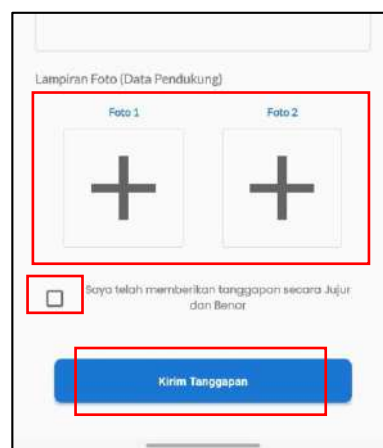 Lampiran Foto (Data Pendukung)
Foto 1 Foto 2
Saya telah memberikan tanggapan secara Jujur
dan Benar
Kirim Tanggapan